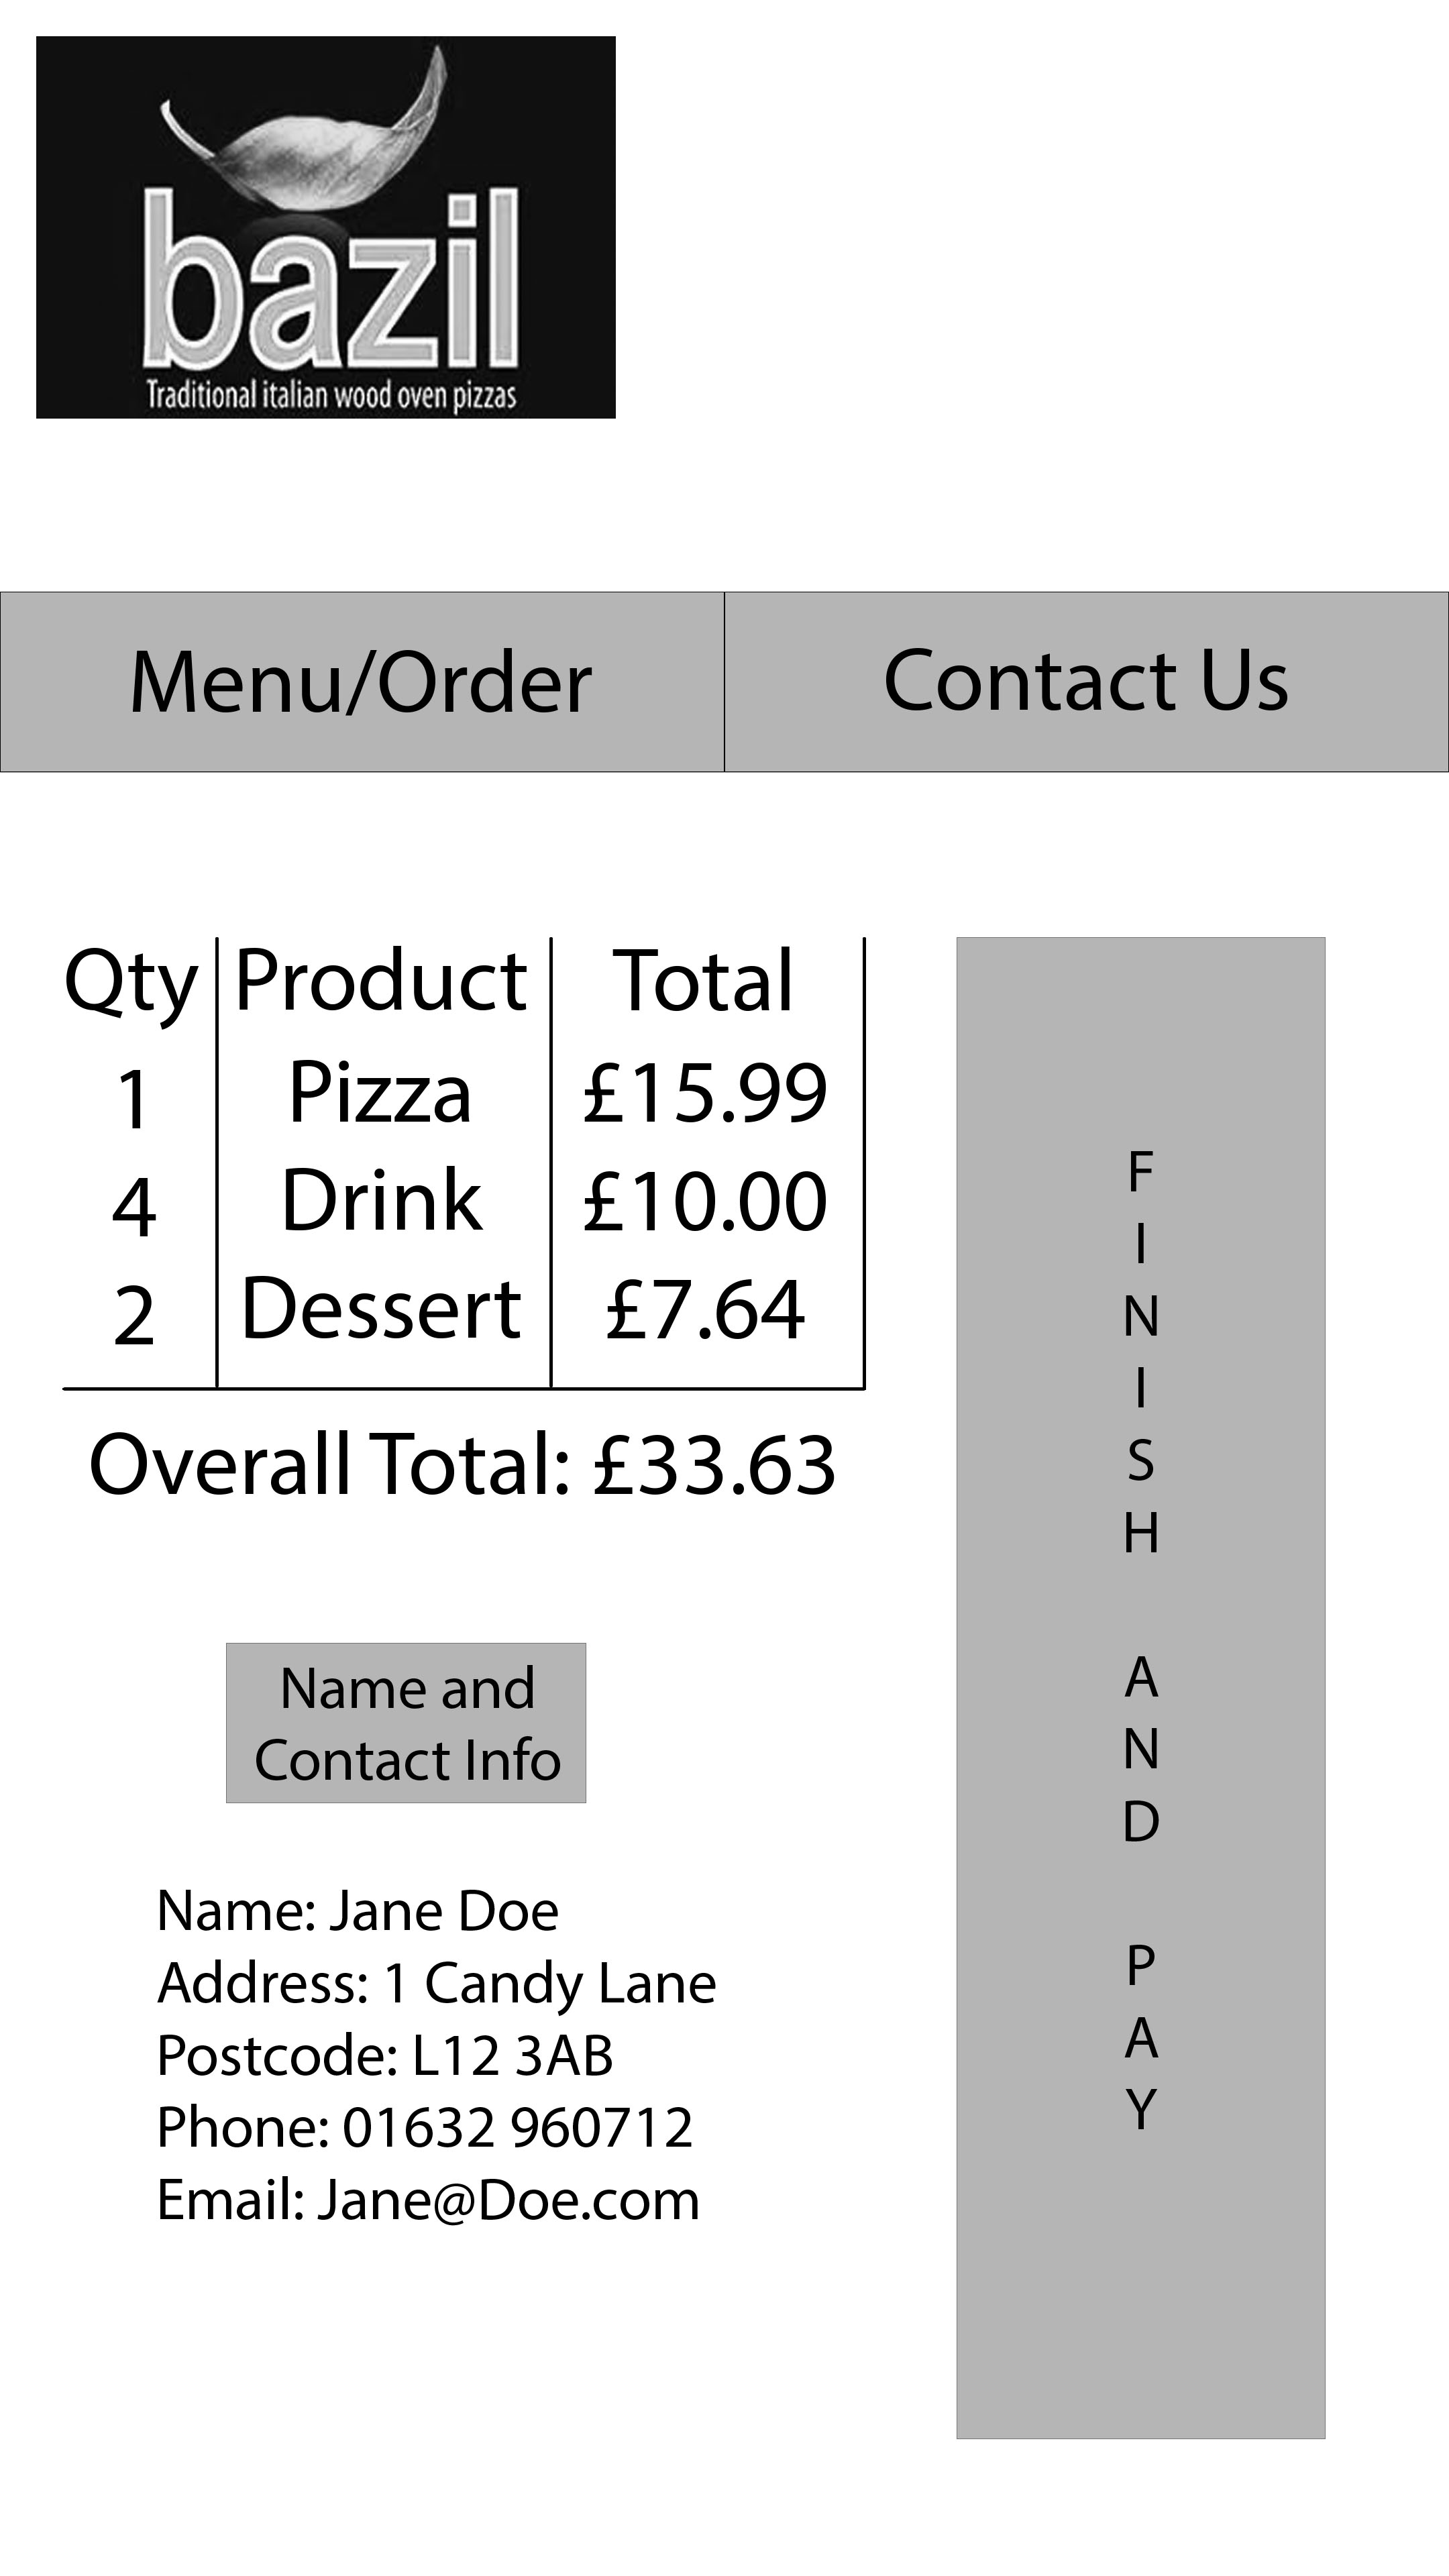 bazil
Traditional italian wood oven pizzas
Menu/Order Contact Us
Qty Product Total
1 Pizza £15.99
4 Drink £10.00
2 Dessert £7.64
Overall Total: £33.63
Name and
Contact Info
Name: Jane Doe
Address: 1 Candy Lane
Postcode: L12 3AB
Phone: 01632 960712
Email: Jane@Doe.com
FINISH AND PAY